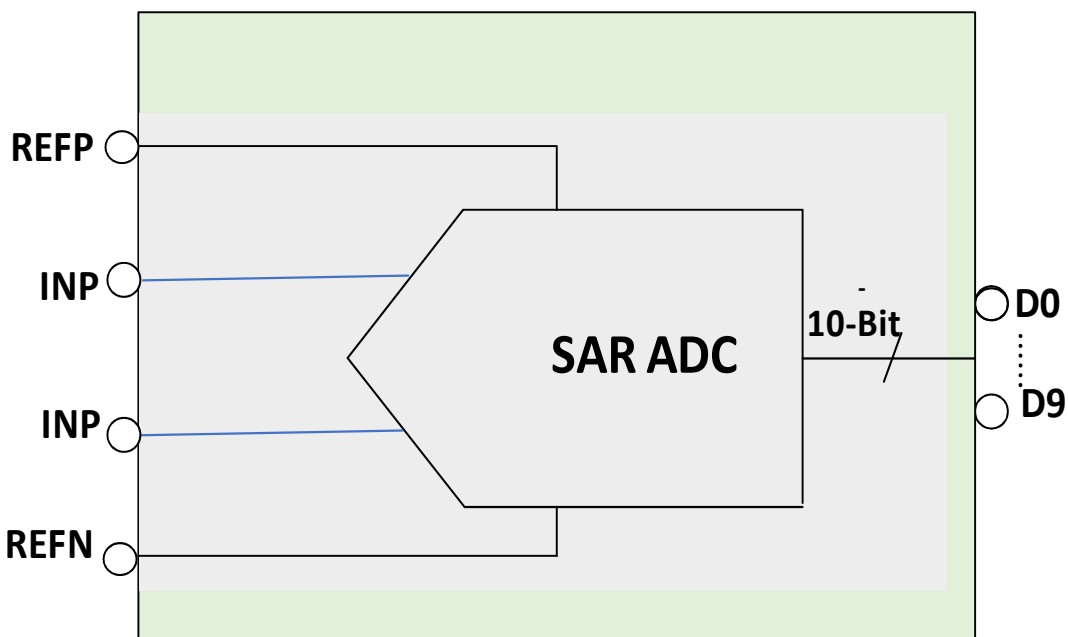 REFP
INP
-
10-Bit
D0
SAR ADC
D9
INP
REFN